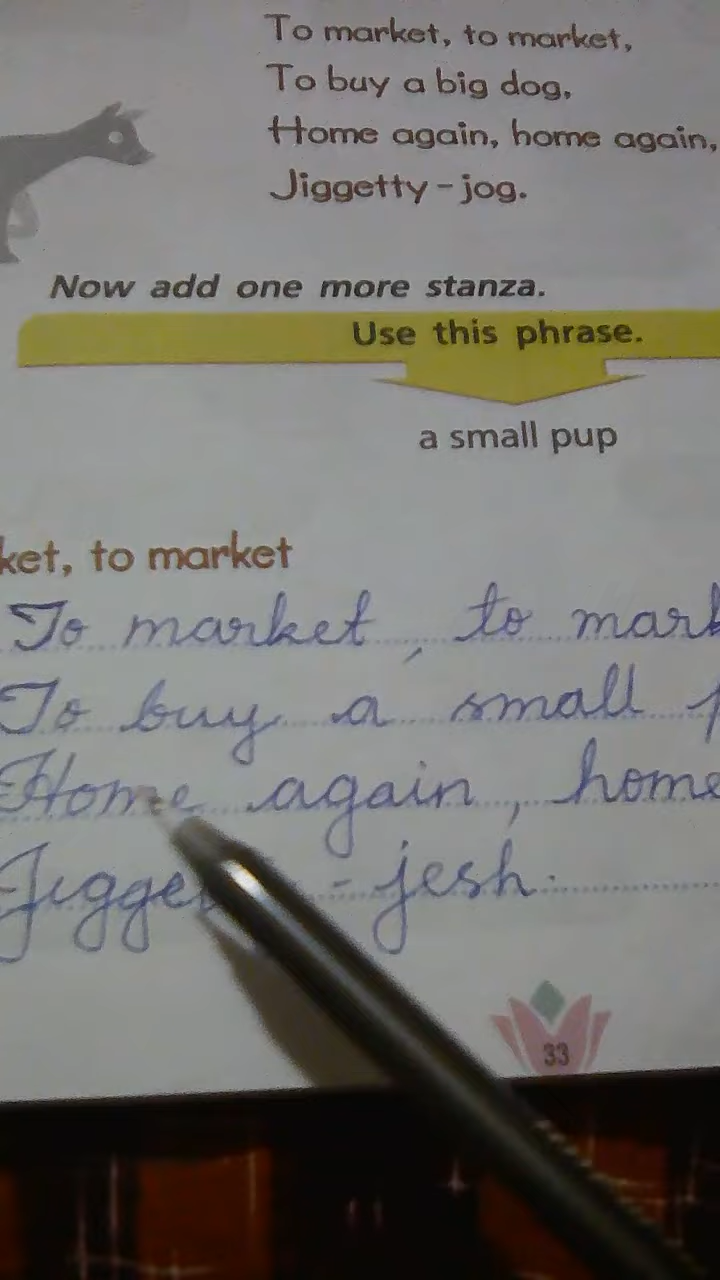 To market, to market,
To buy a big dog,
Home again, home again,
Jiggetty - jog.
Now add one more stanza.
Use this phrase.
a small pup
ket, to market
To market, to mark
To buy a small p
Home again, home
- jesh.
33